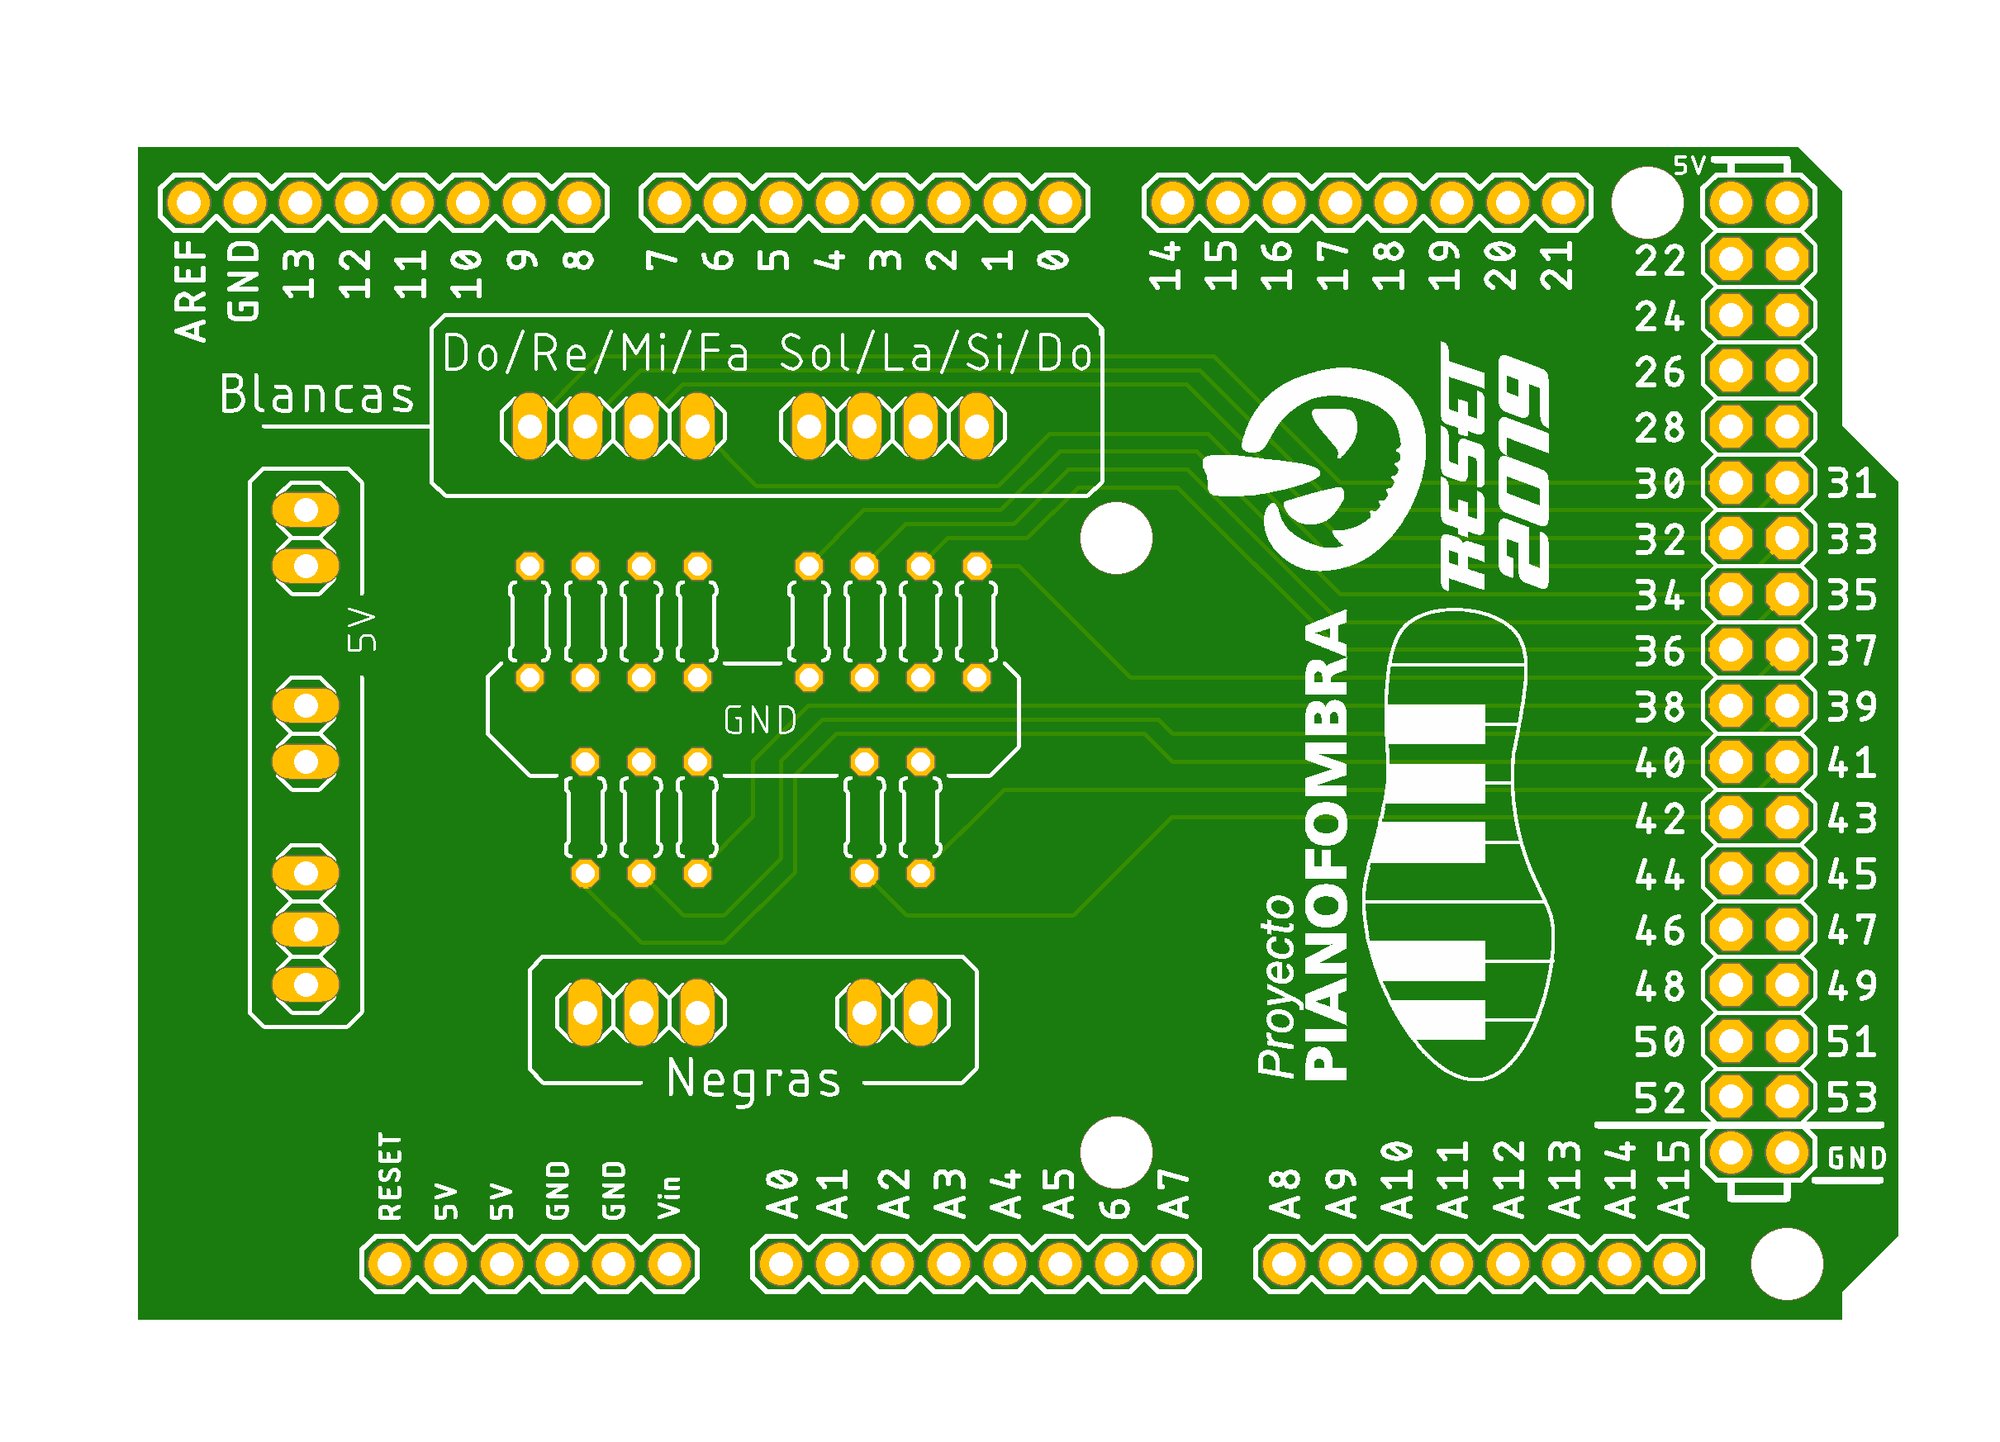 5V
AREF GND 13 12 11 10 9 8 7 6 5 4 3 2 1 0 14 15 16 17 18 19 20 21
22
24
Do/Re/Mi/Fa Sol/La/Si/Do
Blancas
26
28
RESET
2019
30 31
32 33
5V
34 35
36 37
GND
38 39
40 41
42 43
44 45
46 47
48 49
Proyecto
PIANOFOMBRA
50 51
Negras
52 53
GND
RESET 5V 5V GND GND Vin A0 A1 A2 A3 A4 A5 6 A7 A8 A9 A10 A11 A12 A13 A14 A15